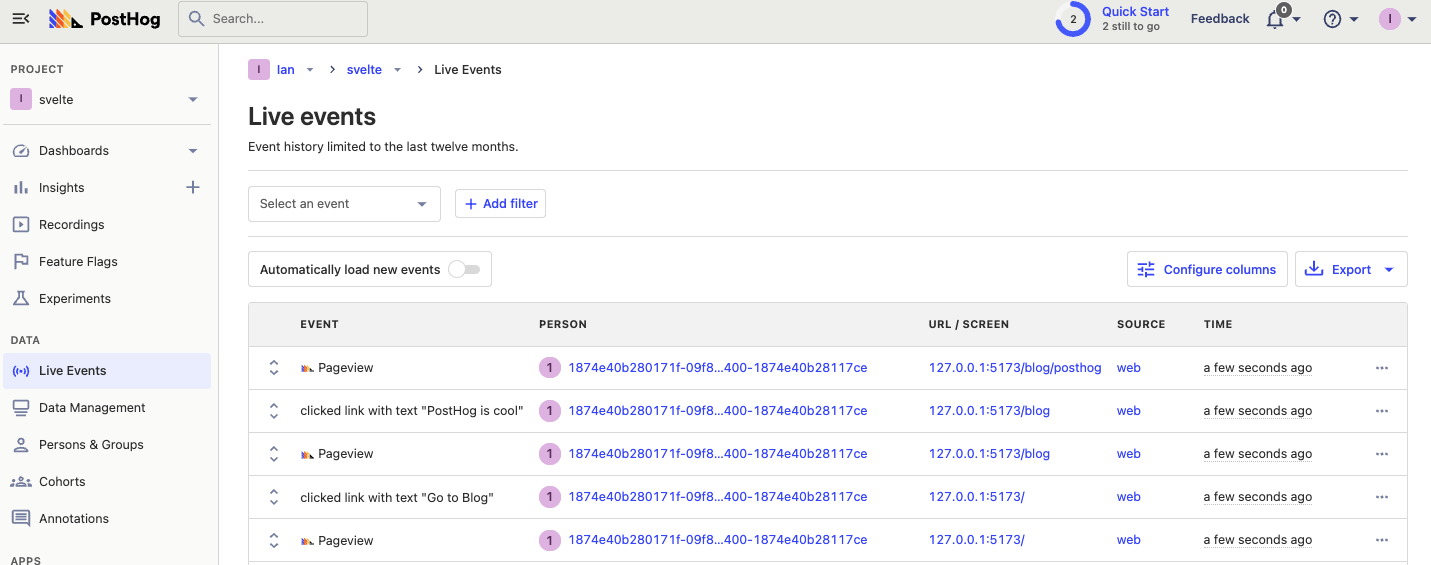 PostHog
Search...
2
Quick Start
2 still to go
Feedback
0
I
PROJECT
I svelte
Dashboards
Insights
Recordings
Feature Flags
Experiments
DATA
Live Events
Data Management
Persons & Groups
Cohorts
Annotations
APPS
I Ian svelte Live Events
Live events
Event history limited to the last twelve months.
Select an event
Add filter
Automatically load new events
Configure columns
Export
EVENT PERSON URL / SCREEN SOURCE TIME
Pageview 1 1874e40b280171f-09f8...400-1874e40b28117ce 127.0.0.1:5173/blog/posthog web a few seconds ago
clicked link with text "PostHog is cool" 1 1874e40b280171f-09f8...400-1874e40b28117ce 127.0.0.1:5173/blog web a few seconds ago
Pageview 1 1874e40b280171f-09f8...400-1874e40b28117ce 127.0.0.1:5173/blog web a few seconds ago
clicked link with text "Go to Blog" 1 1874e40b280171f-09f8...400-1874e40b28117ce 127.0.0.1:5173/ web a few seconds ago
Pageview 1 1874e40b280171f-09f8...400-1874e40b28117ce 127.0.0.1:5173/ web a few seconds ago